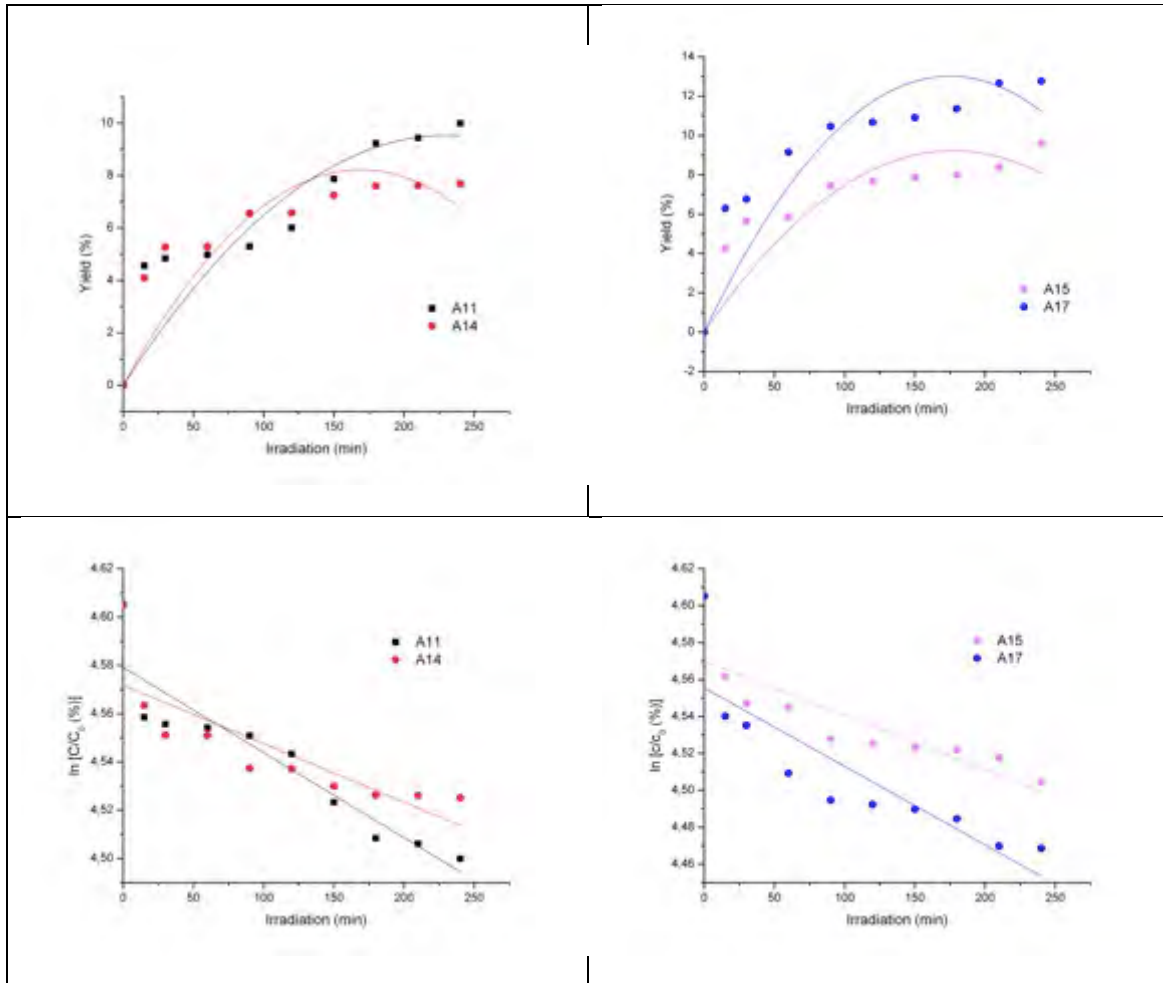 10
8
6
4
2
0
Yield (%)
0 50 100 150 200 250
Irradiation (min)
A11
A14
14
12
10
8
6
4
2
0
-2
Yield (%)
0 50 100 150 200 250
Irradiation (min)
A15
A17
4,62
4,60
4,58
4,56
4,54
4,52
4,50
ln [C/C₀ (%)]
0 50 100 150 200 250
Irradiation (min)
A11
A14
4,62
4,60
4,58
4,56
4,54
4,52
4,50
4,48
4,46
ln [c/c₀ (%)]
0 50 100 150 200 250
Irradiation (min)
A15
A17